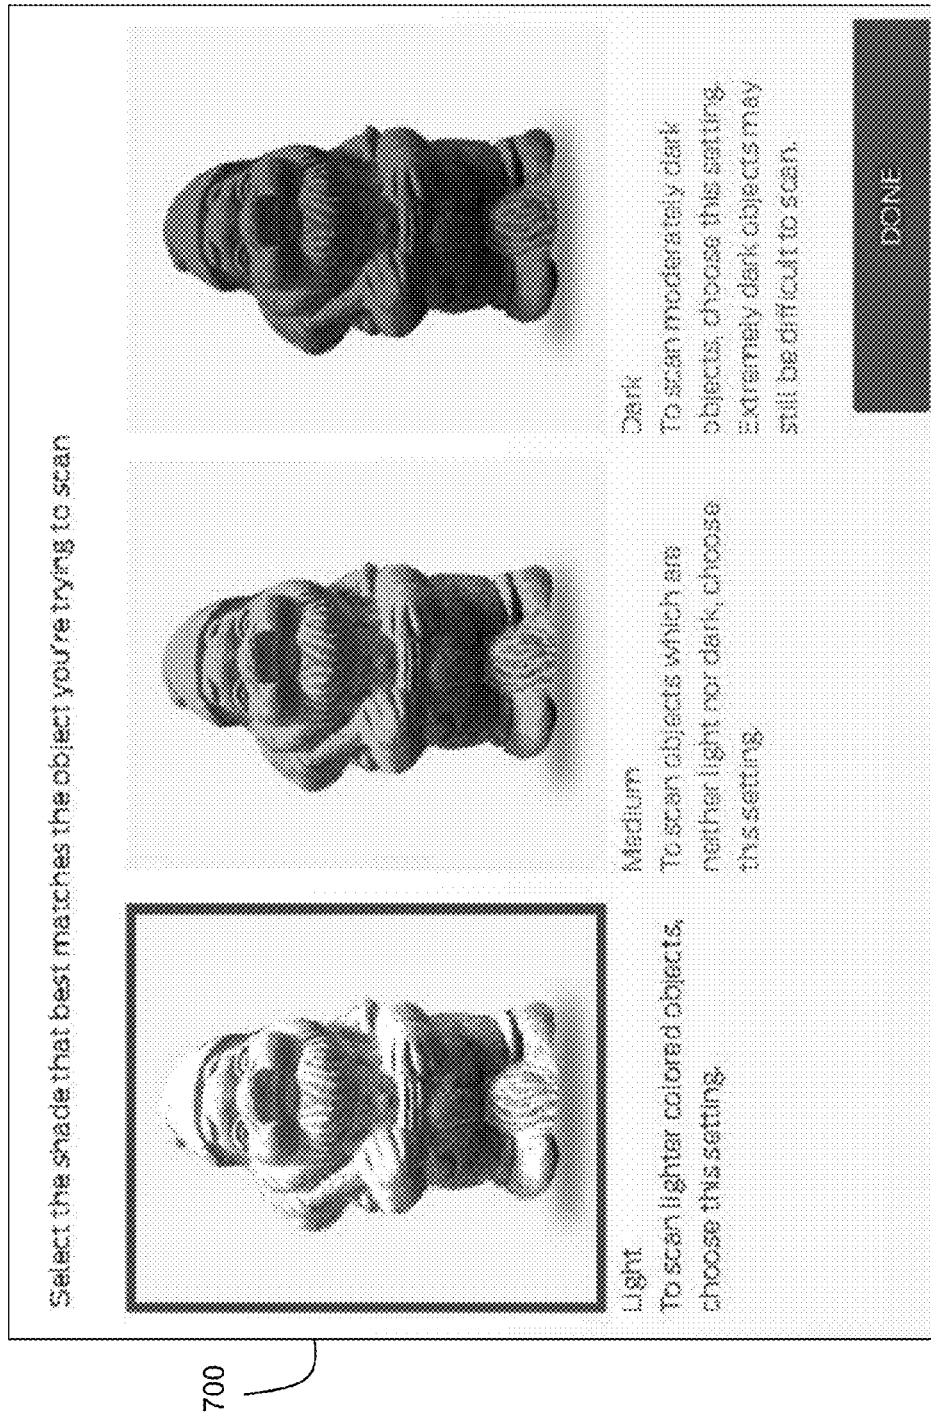 Select the shade that best matches the object you're trying to scan
Light
To scan lighter colored objects,
choose this setting.
Medium
To scan objects which are
neither light nor dark, choose
this setting.
Dark
To scan moderately dark
objects, choose this setting.
Extremely dark objects may
still be difficult to scan.
DONE
700